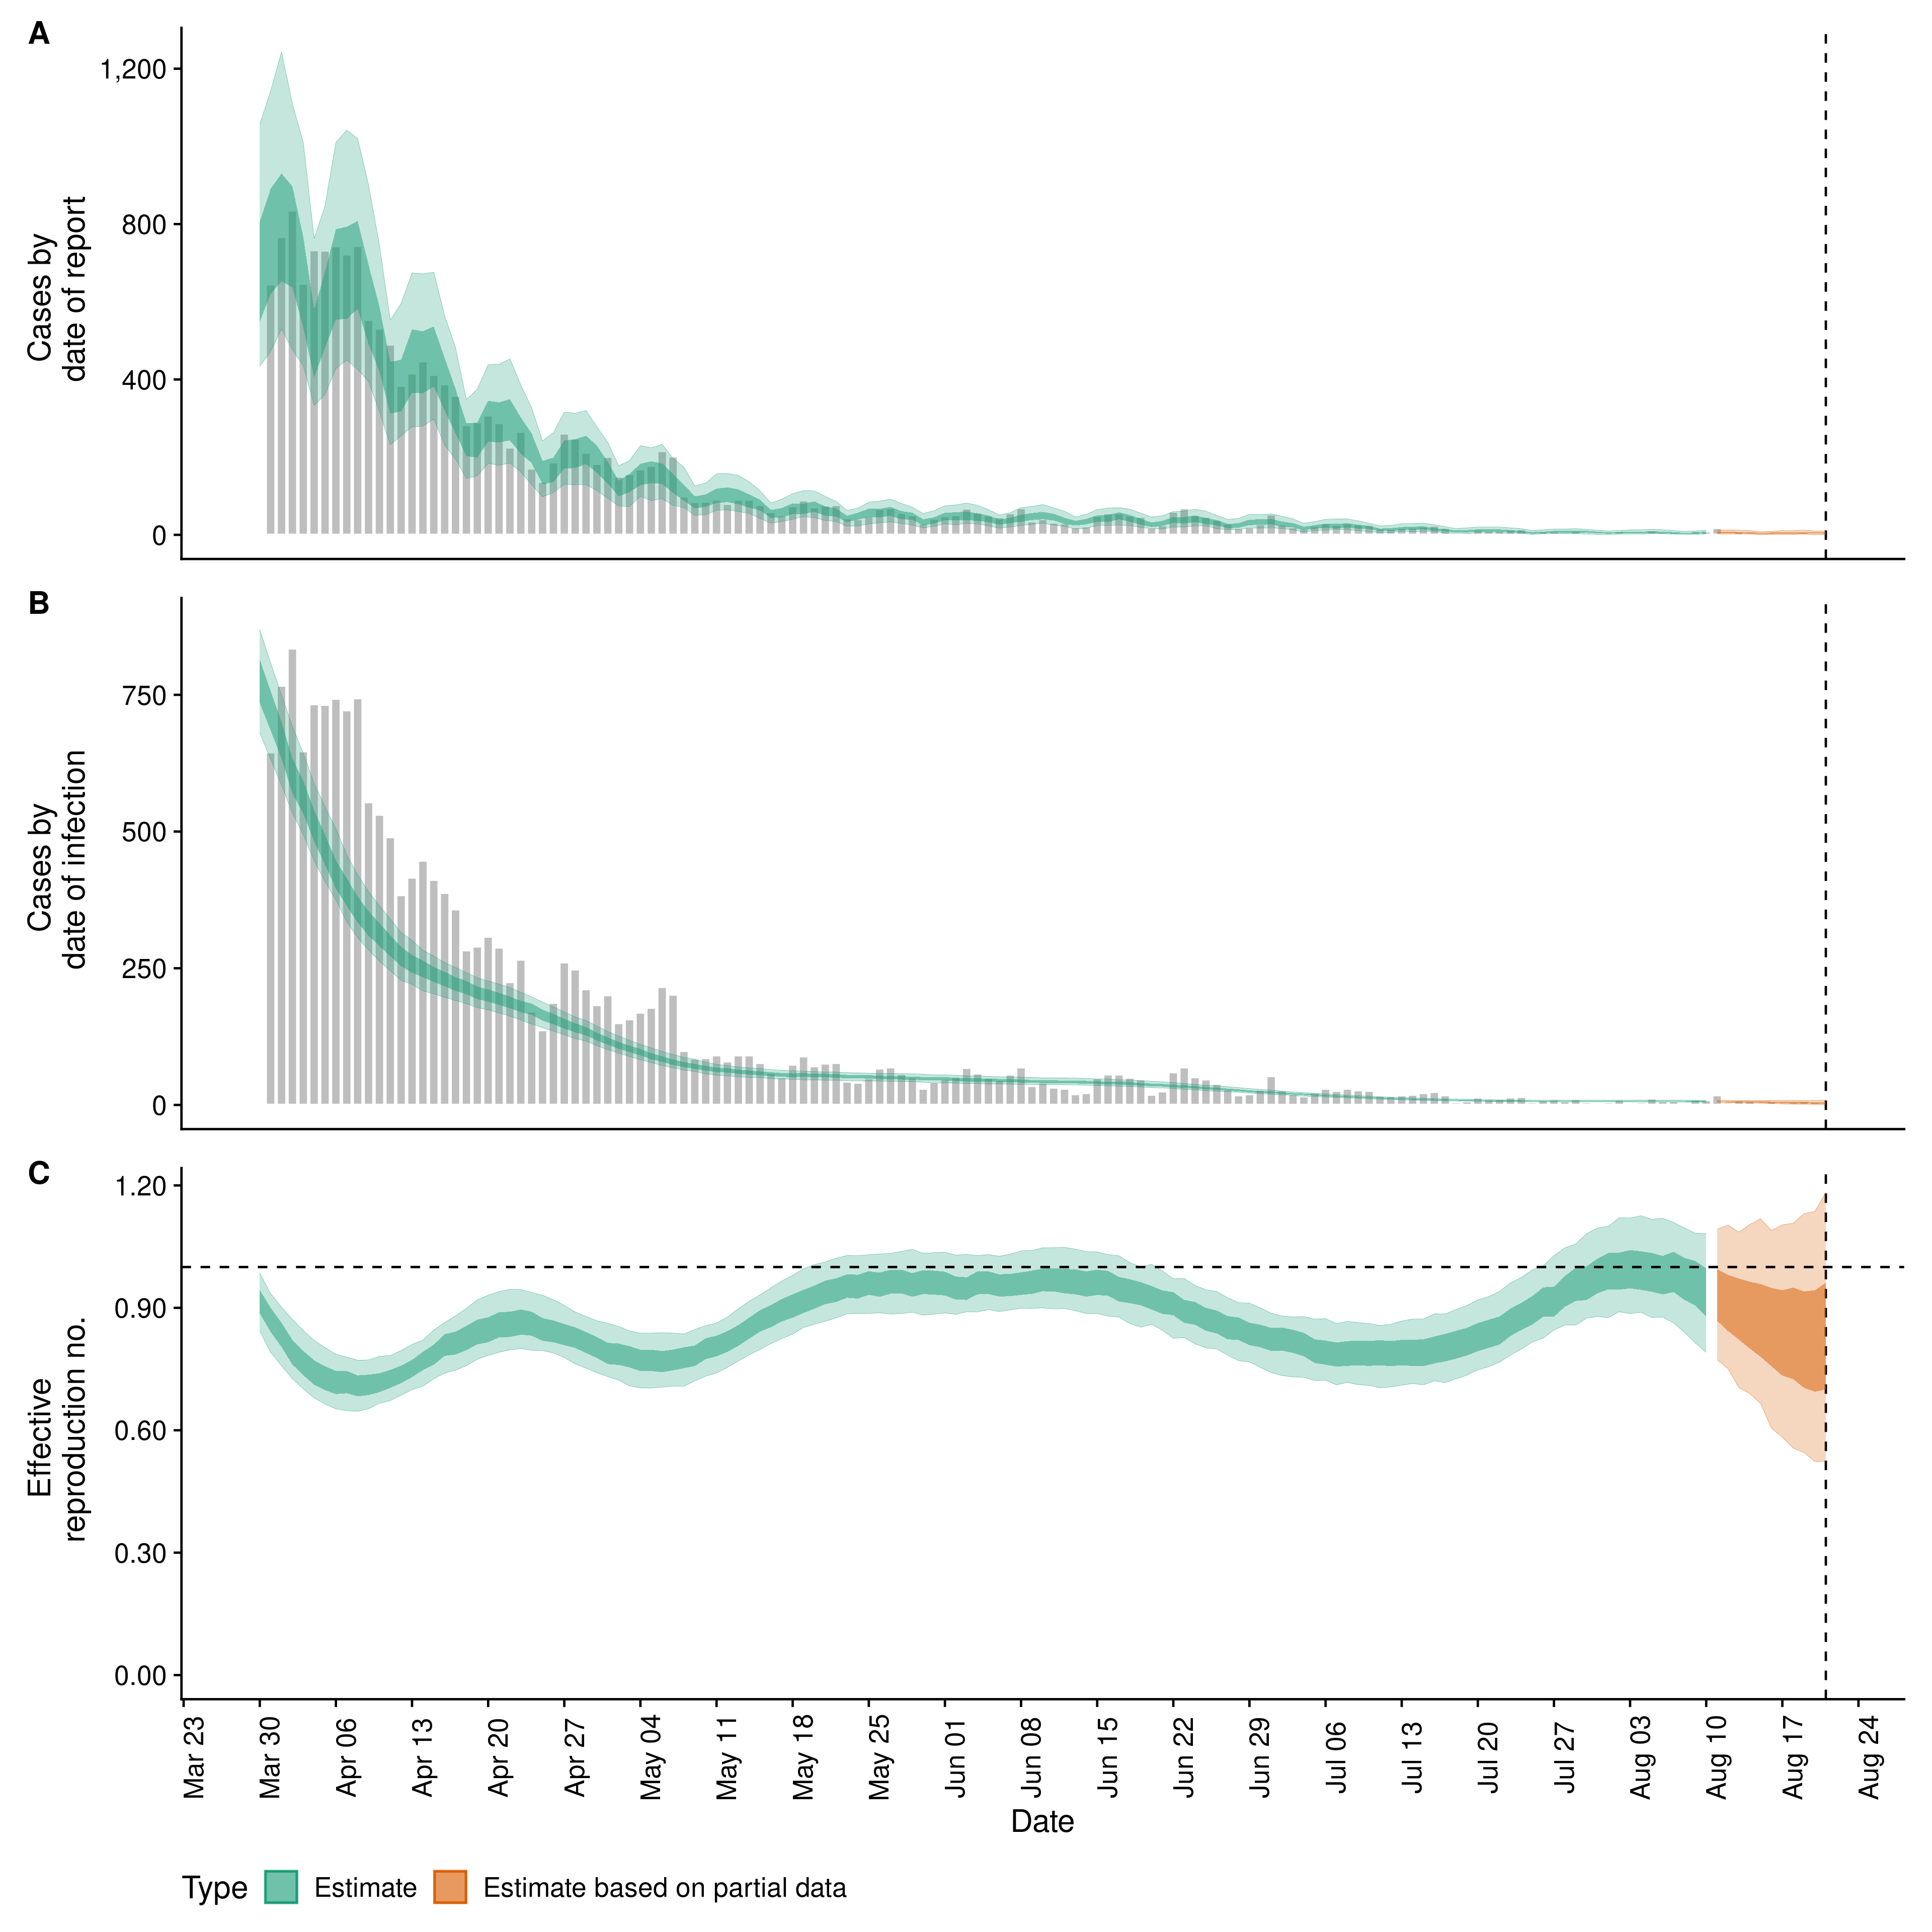 A
1,200
800
400
0
Cases by
date of report
B
750
500
250
0
Cases by
date of infection
C
1.20
0.90
0.60
0.30
0.00
Effective
reproduction no.
Mar 23
Mar 30
Apr 06
Apr 13
Apr 20
Apr 27
May 04
May 11
May 18
May 25
Jun 01
Jun 08
Jun 15
Jun 22
Jun 29
Jul 06
Jul 13
Jul 20
Jul 27
Aug 03
Aug 10
Aug 17
Aug 24
Date
Type Estimate Estimate based on partial data